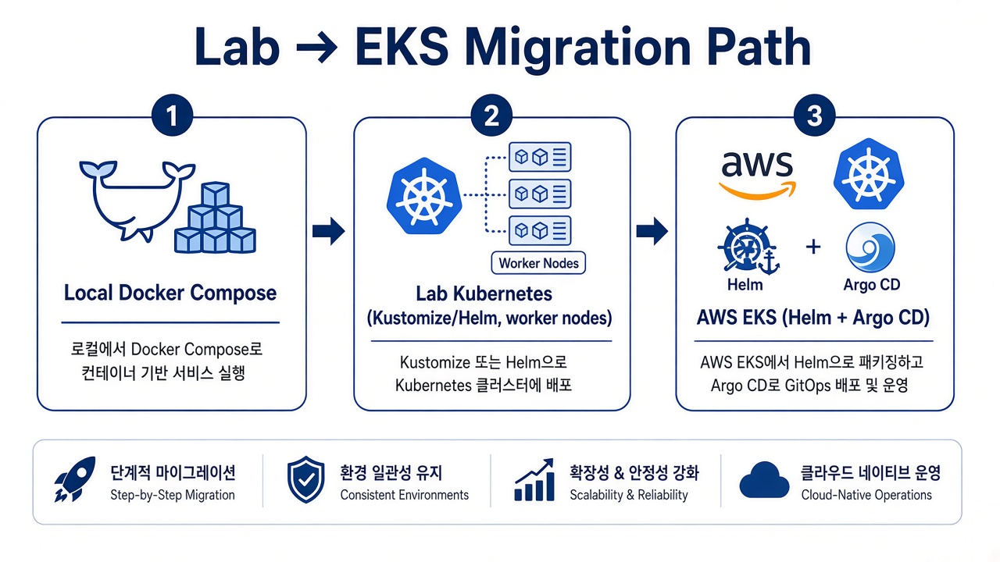 Lab → EKS Migration Path
1
Local Docker Compose
로컬에서 Docker Compose로
컨테이너 기반 서비스 실행
2
Worker Nodes
Lab Kubernetes
(Kustomize/Helm, worker nodes)
Kustomize 또는 Helm으로
Kubernetes 클러스터에 배포
3
aws
+
Helm
Argo CD
AWS EKS (Helm + Argo CD)
AWS EKS에서 Helm으로 패키징하고
Argo CD로 GitOps 배포 및 운영
단계적 마이그레이션
Step-by-Step Migration
환경 일관성 유지
Consistent Environments
확장성 & 안정성 강화
Scalability & Reliability
클라우드 네이티브 운영
Cloud-Native Operations